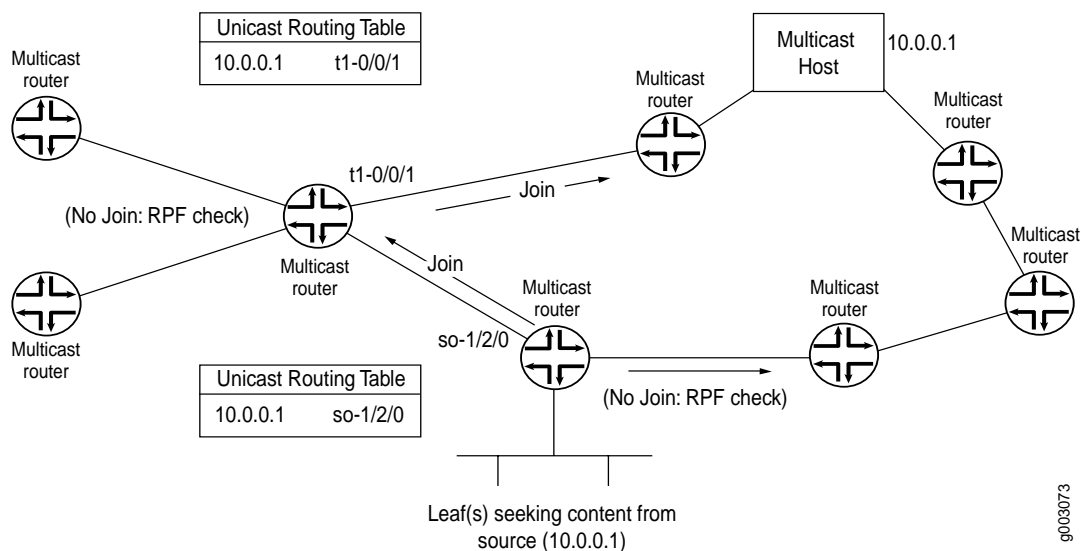 Unicast Routing Table
10.0.0.1 t1-0/0/1
Multicast
Host
10.0.0.1
Multicast
router
Multicast
router
Multicast
router
t1-0/0/1
Join
(No Join: RPF check)
Multicast
router
Join
Multicast
router
Multicast
router
Multicast
router
so-1/2/0
Multicast
router
Unicast Routing Table
10.0.0.1 so-1/2/0
(No Join: RPF check)
Leaf(s) seeking content from
source (10.0.0.1)
g003073